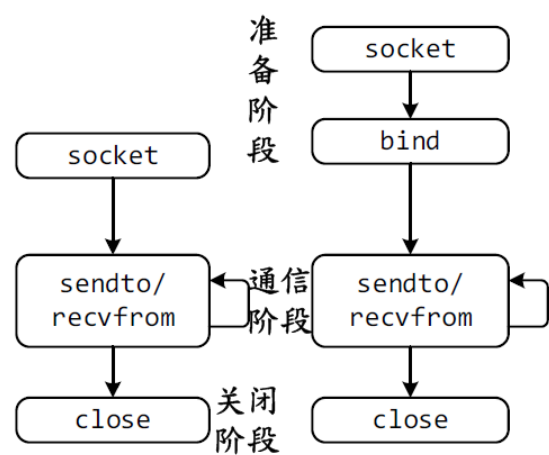 准
备
阶
段
socket
bind
socket
sendto/
recvfrom
通信
阶段
sendto/
recvfrom
close
关闭
阶段
close